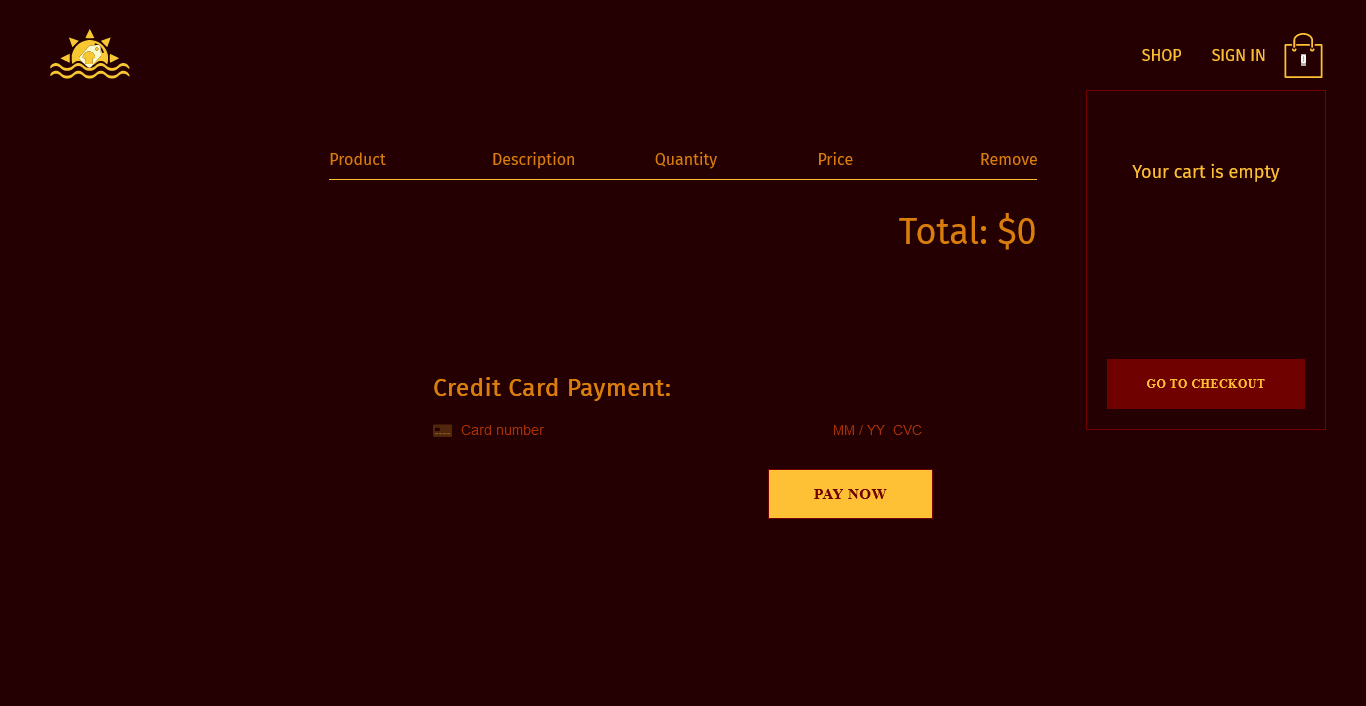 SHOP SIGN IN
Product Description Quantity Price Remove
Your cart is empty
Total: $0
GO TO CHECKOUT
Credit Card Payment:
Card number MM / YY CVC
PAY NOW